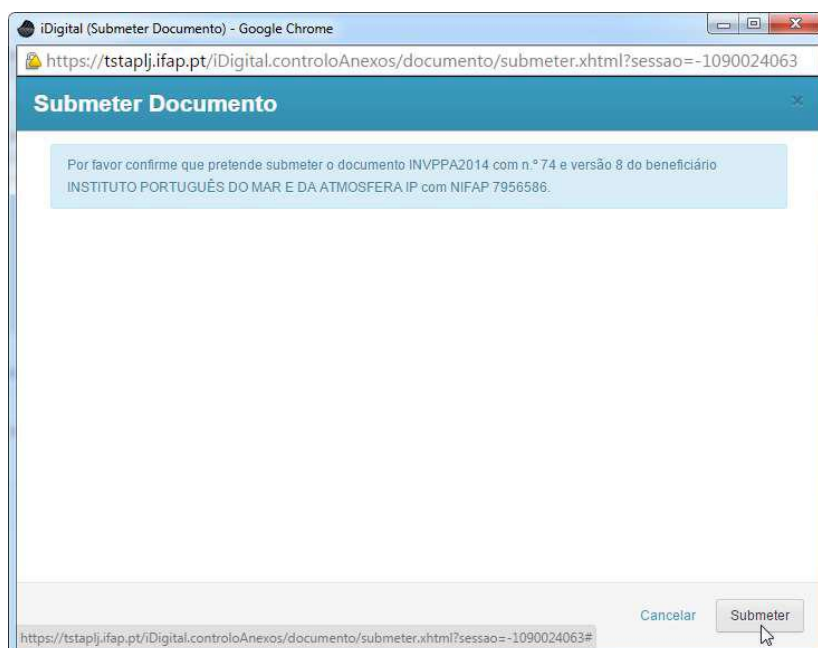 iDigital (Submeter Documento) - Google Chrome
https://tstaplj.ifap.pt/iDigital.controloAnexos/documento/submeter.xhtml?sessao=-1090024063
Submeter Documento
Por favor confirme que pretende submeter o documento INVPPA2014 com n.º 74 e versão 8 do beneficiário
INSTITUTO PORTUGUÊS DO MAR E DA ATMOSFERA IP com NIFAP 7956586.
Cancelar Submeter
https://tstaplj.ifap.pt/iDigital.controloAnexos/documento/submeter.xhtml?sessao=-1090024063#